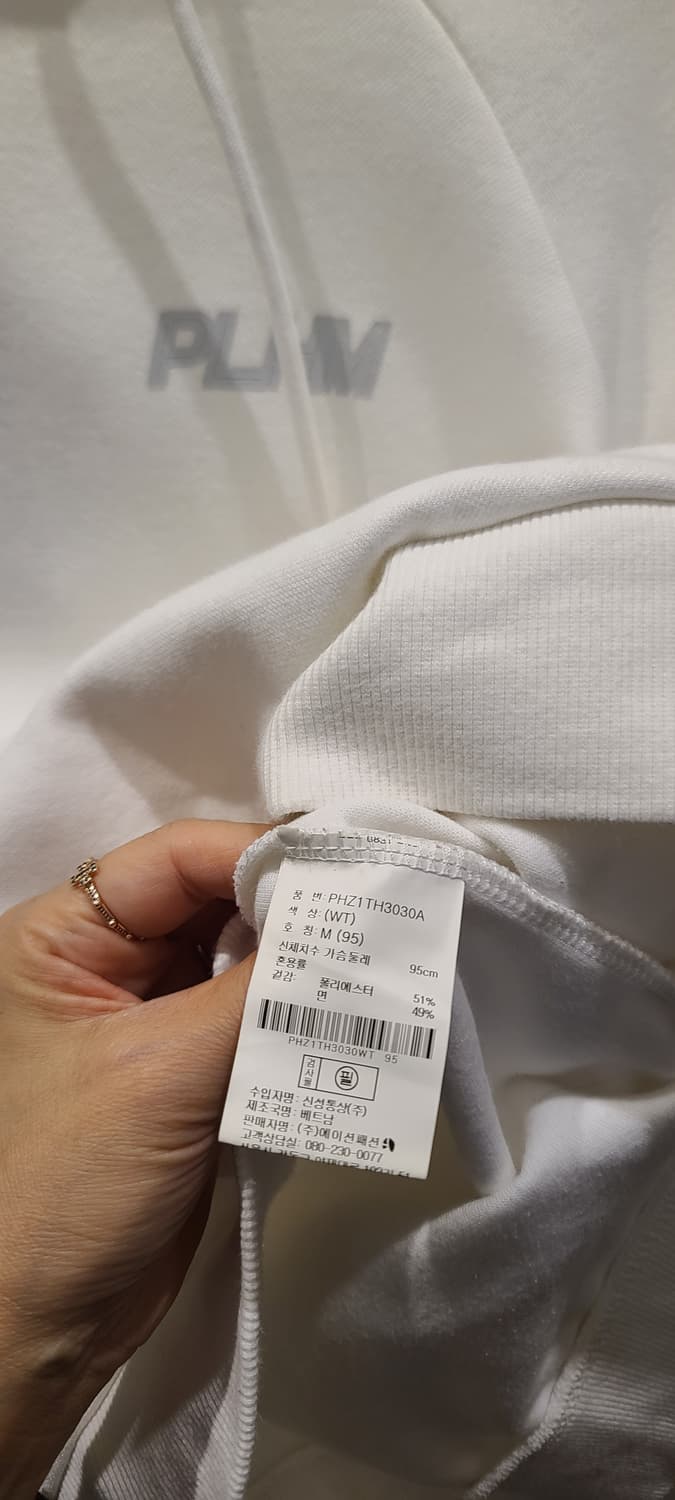 PLAM
품 번: PHZ1TH3030A
색 상: (WT)
호 칭: M (95)
신체치수 가슴둘레 95cm
혼용률
겉감: 폴리에스터 51%
면 49%
PHZ1TH3030WT 95
검사필 필
수입자명: 신성통상(주)
제조국명: 베트남
판매자명: (주)에이션패션
고객상담실: 080-230-0077